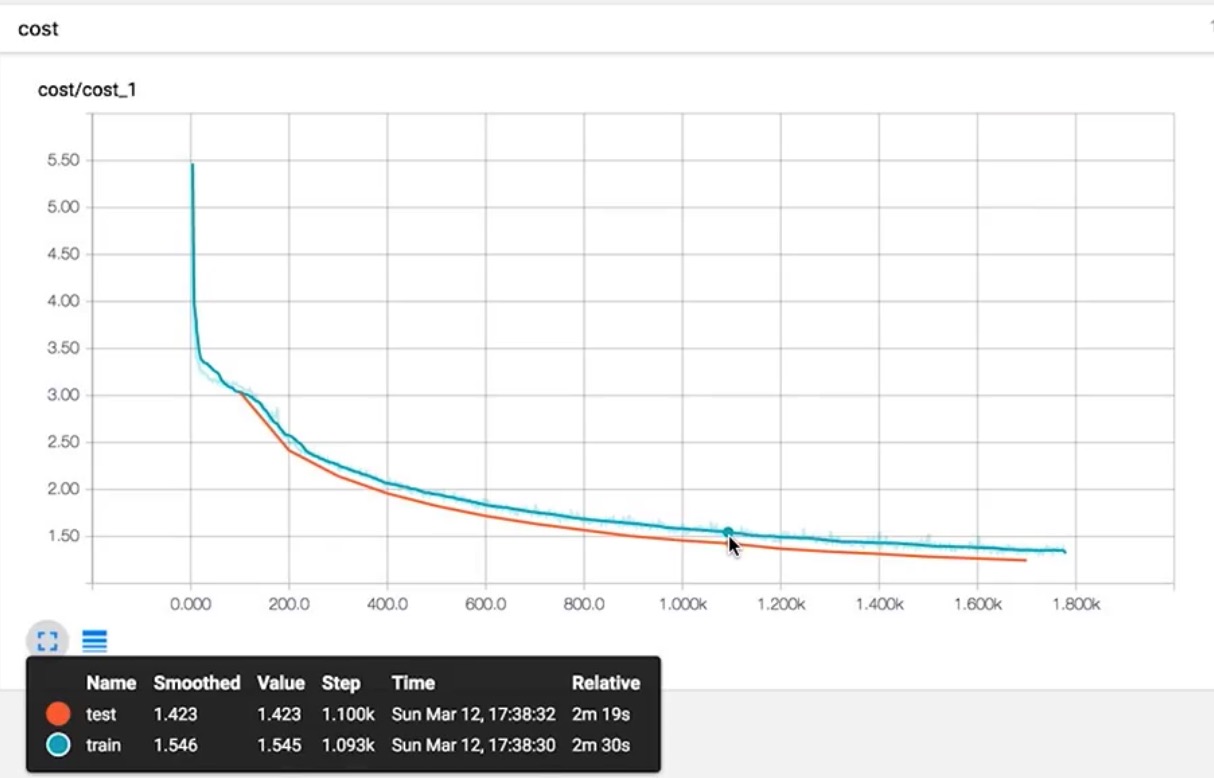 cost
cost/cost_1
5.50
5.00
4.50
4.00
3.50
3.00
2.50
2.00
1.50
0.000 200.0 400.0 600.0 800.0 1.000k 1.200k 1.400k 1.600k 1.800k
Name Smoothed Value Step Time Relative
test 1.423 1.423 1.100k Sun Mar 12, 17:38:32 2m 19s
train 1.546 1.545 1.093k Sun Mar 12, 17:38:30 2m 30s